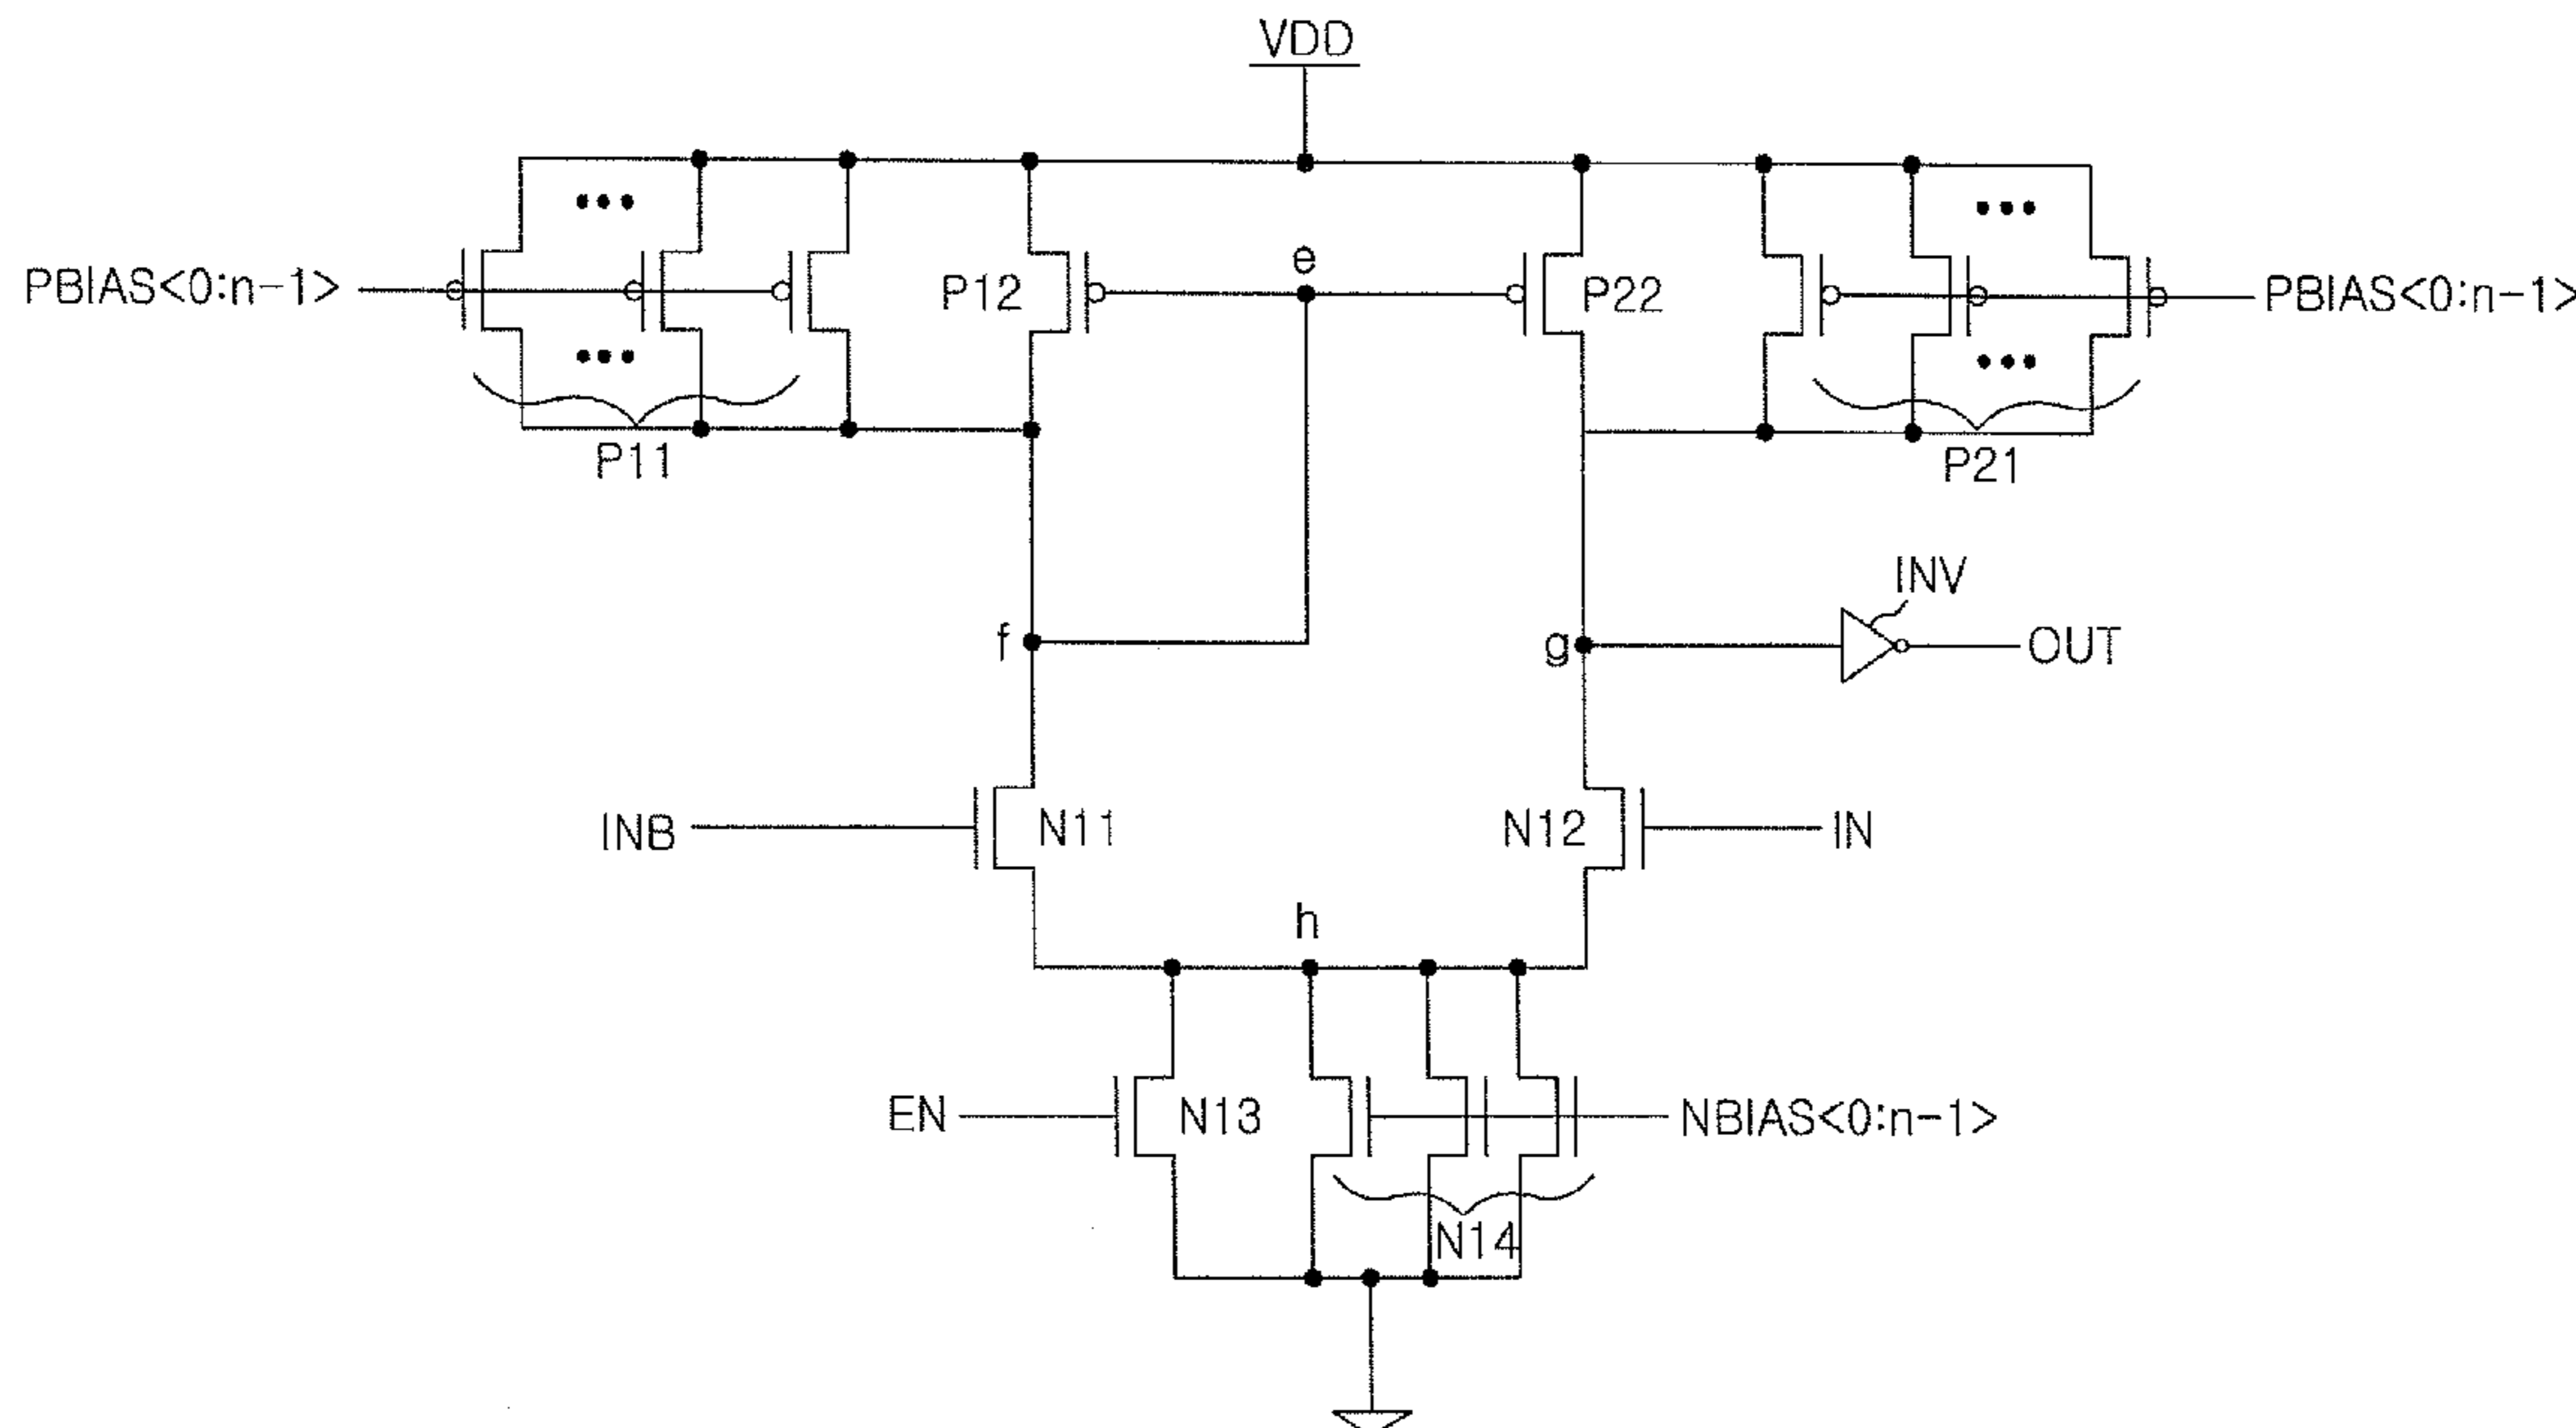 VDD
PBIAS<0:n-1>
P12
e
P22
PBIAS<0:n-1>
P11
P21
INV
f
g
OUT
INB
N11
N12
IN
h
EN
N13
NBIAS<0:n-1>
N14